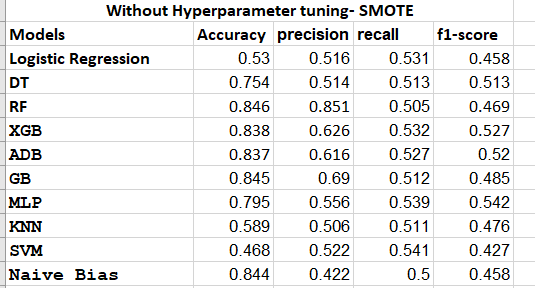 Without Hyperparameter tuning- SMOTE
Models Accuracy precision recall f1-score
Logistic Regression 0.53 0.516 0.531 0.458
DT 0.754 0.514 0.513 0.513
RF 0.846 0.851 0.505 0.469
XGB 0.838 0.626 0.532 0.527
ADB 0.837 0.616 0.527 0.52
GB 0.845 0.69 0.512 0.485
MLP 0.795 0.556 0.539 0.542
KNN 0.589 0.506 0.511 0.476
SVM 0.468 0.522 0.541 0.427
Naive Bias 0.844 0.422 0.5 0.458